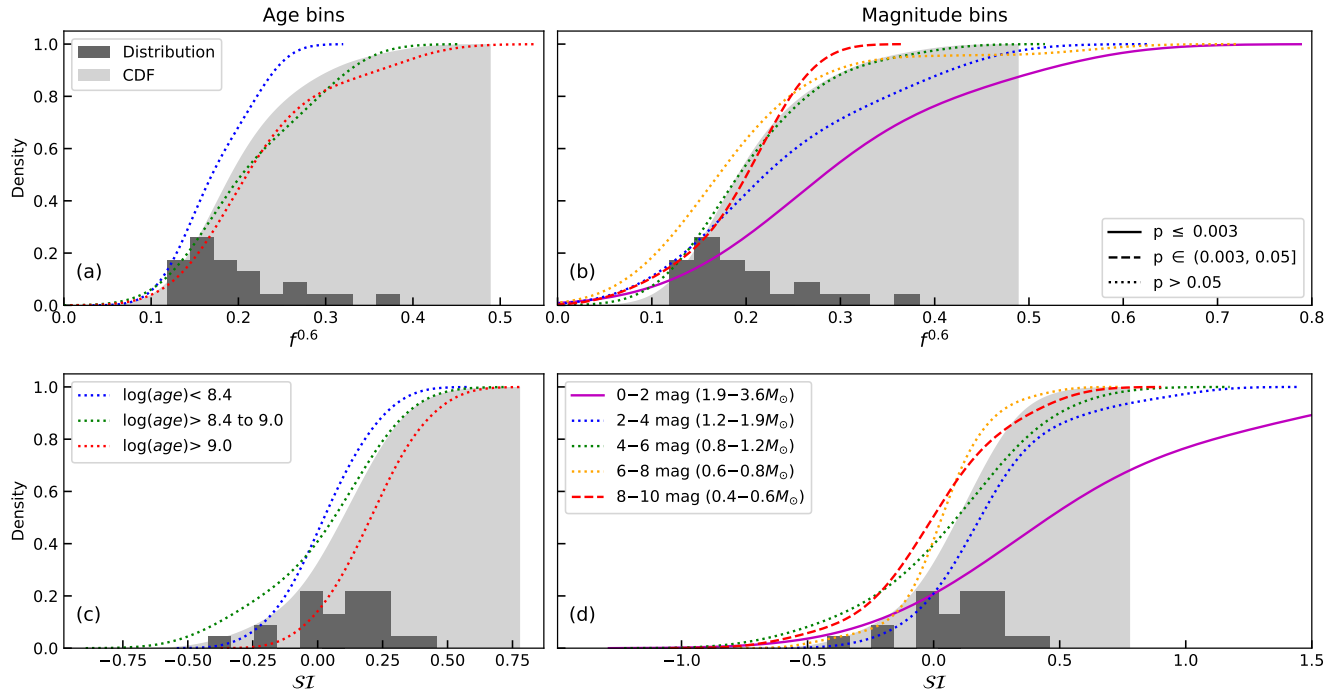 Age bins
Magnitude bins
Density
1.0
0.8
0.6
0.4
0.2
0.0
Distribution
CDF
(a)
0.0 0.1 0.2 0.3 0.4 0.5
f^0.6
(b)
p ≤ 0.003
p ∈ (0.003, 0.05]
p > 0.05
0.0 0.1 0.2 0.3 0.4 0.5 0.6 0.7 0.8
f^0.6
Density
1.0
0.8
0.6
0.4
0.2
0.0
log(age)< 8.4
log(age)> 8.4 to 9.0
log(age)> 9.0
(c)
−0.75 −0.50 −0.25 0.00 0.25 0.50 0.75
SI
0−2 mag (1.9−3.6M⊙)
2−4 mag (1.2−1.9M⊙)
4−6 mag (0.8−1.2M⊙)
6−8 mag (0.6−0.8M⊙)
8−10 mag (0.4−0.6M⊙)
(d)
−1.0 −0.5 0.0 0.5 1.0 1.5
SI